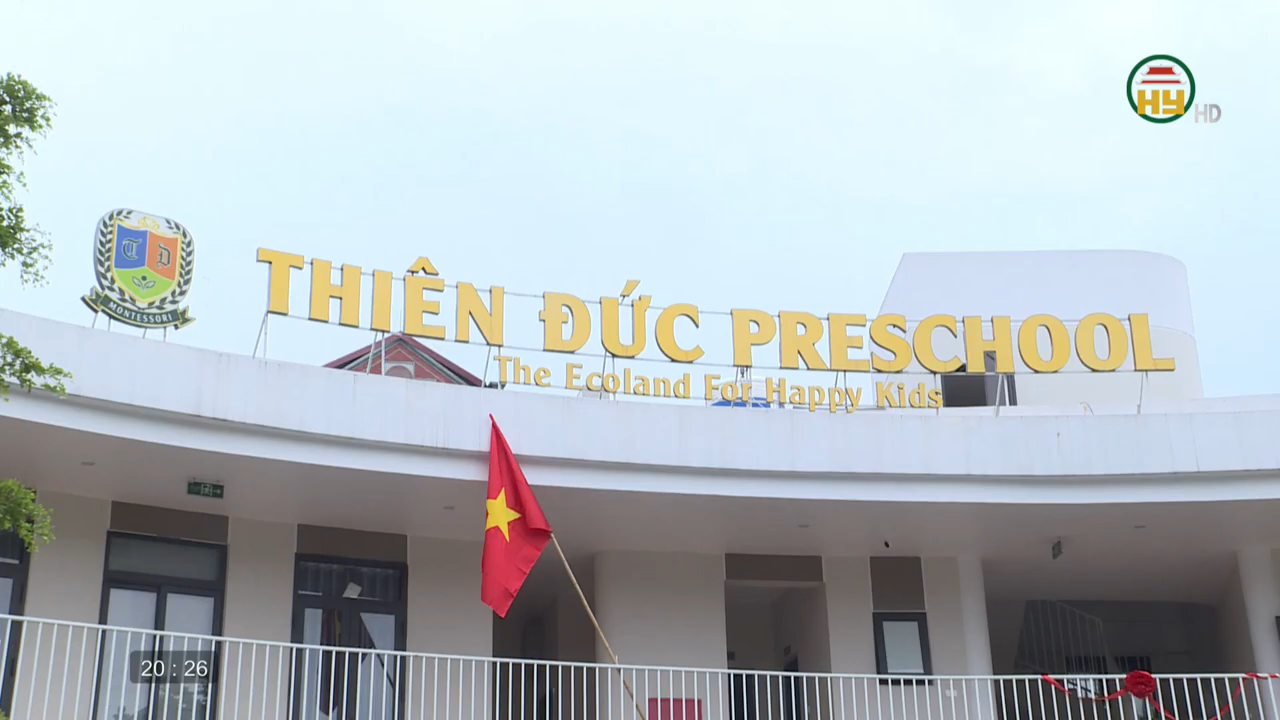 HY HD
T D
MONTESSORI
THIÊN ĐỨC PRESCHOOL
The Ecoland For Happy Kids
20 : 26